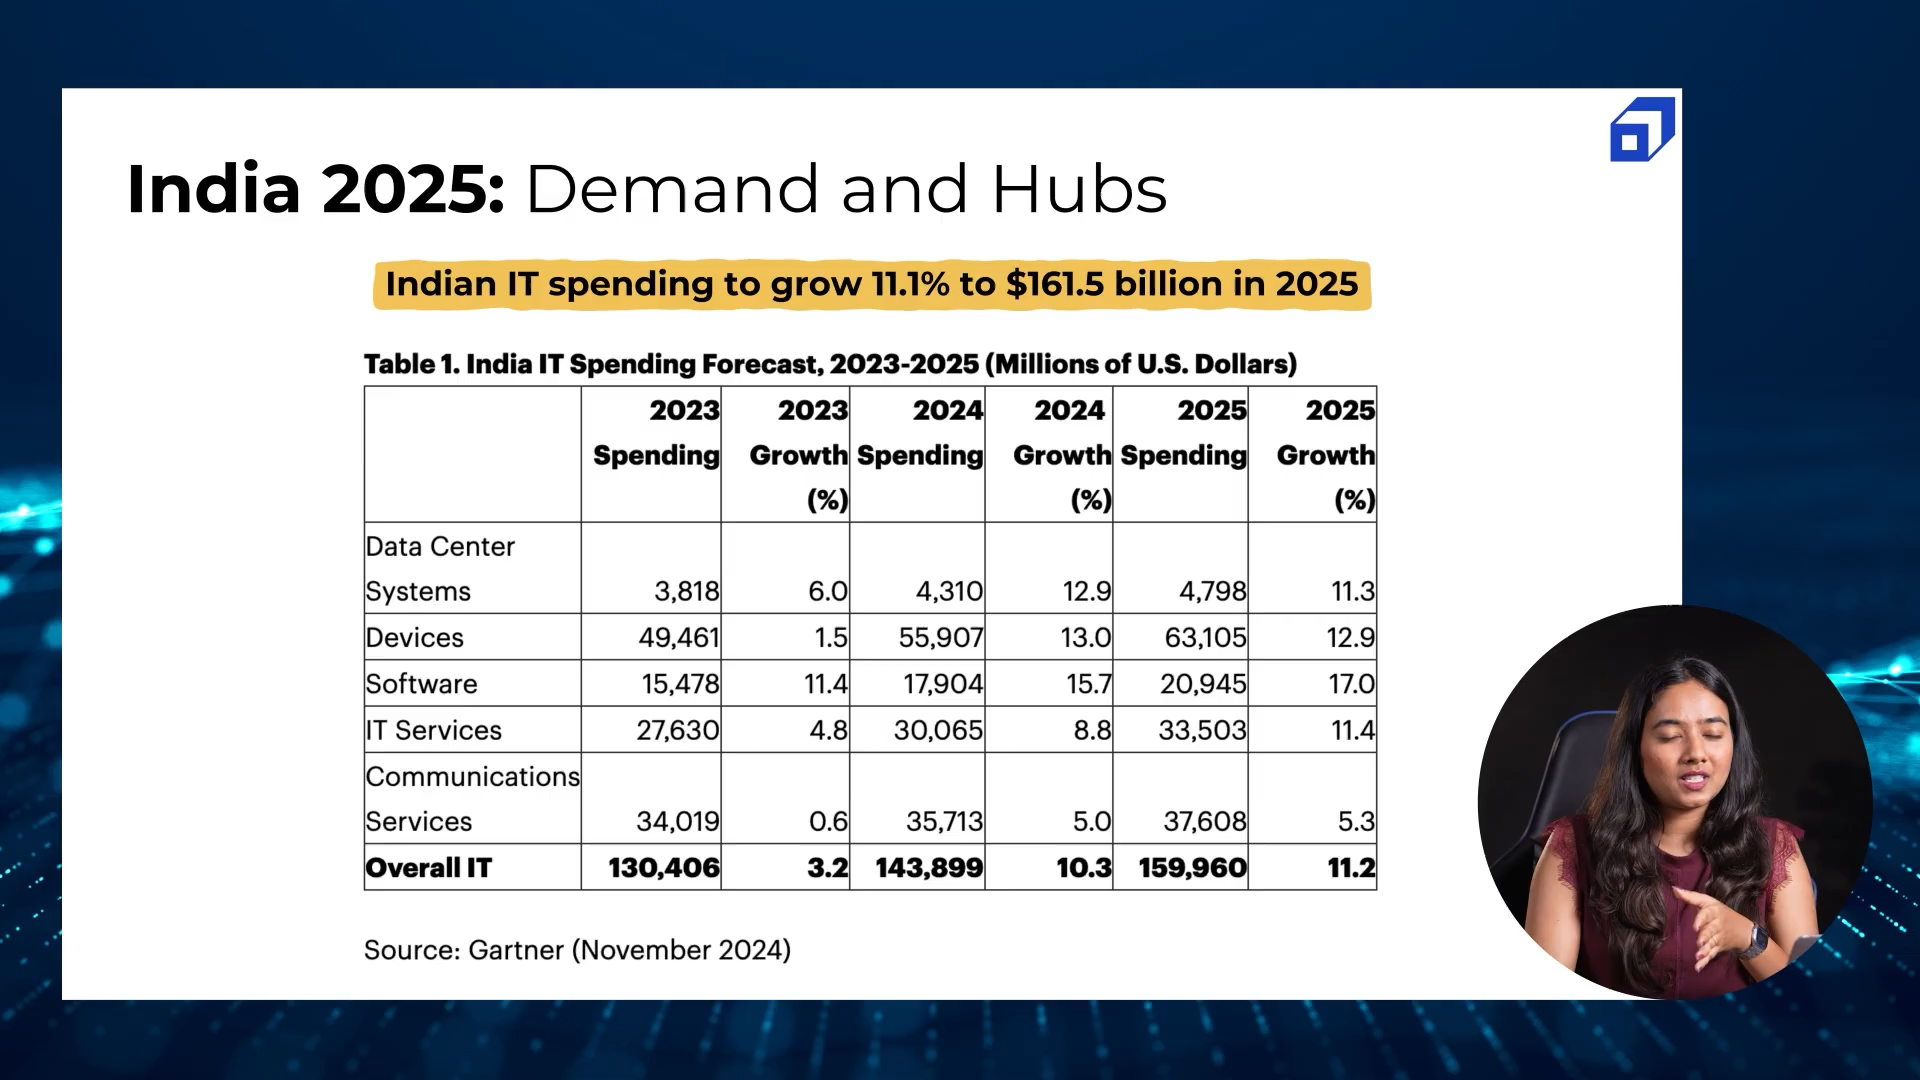 India 2025: Demand and Hubs
Indian IT spending to grow 11.1% to $161.5 billion in 2025
Table 1. India IT Spending Forecast, 2023-2025 (Millions of U.S. Dollars)
2023 Spending 2023 Growth (%) 2024 Spending 2024 Growth (%) 2025 Spending 2025 Growth (%)
Data Center Systems 3,818 6.0 4,310 12.9 4,798 11.3
Devices 49,461 1.5 55,907 13.0 63,105 12.9
Software 15,478 11.4 17,904 15.7 20,945 17.0
IT Services 27,630 4.8 30,065 8.8 33,503 11.4
Communications Services 34,019 0.6 35,713 5.0 37,608 5.3
Overall IT 130,406 3.2 143,899 10.3 159,960 11.2
Source: Gartner (November 2024)